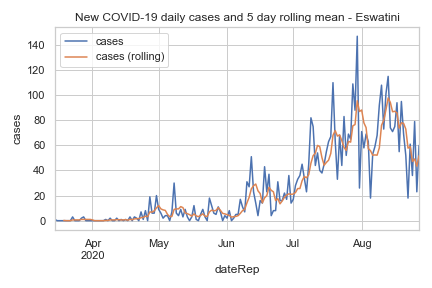 New COVID-19 daily cases and 5 day rolling mean - Eswatini
cases
cases (rolling)
140
120
100
80
60
40
20
0
cases
Apr
2020
May
Jun
Jul
Aug
dateRep